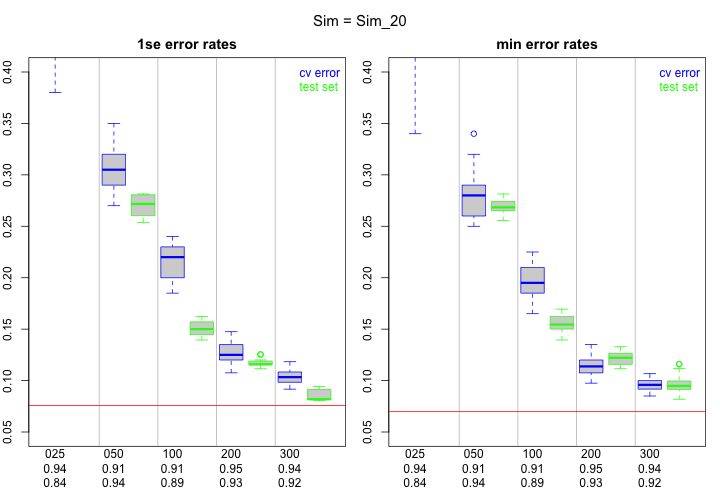 Sim = Sim_20
1se error rates
0.40
0.35
0.30
0.25
0.20
0.15
0.10
0.05
cv error
test set
025 050 100 200 300
0.94 0.91 0.91 0.95 0.94
0.84 0.94 0.89 0.93 0.92
min error rates
0.40
0.35
0.30
0.25
0.20
0.15
0.10
0.05
cv error
test set
025 050 100 200 300
0.94 0.91 0.91 0.95 0.94
0.84 0.94 0.89 0.93 0.92